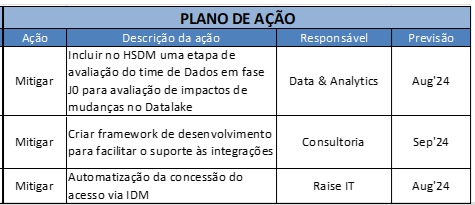 PLANO DE AÇÃO
Ação Descrição da ação Responsável Previsão
Incluir no HSDM uma etapa de
avaliação do time de Dados em fase
Mitigar J0 para avaliação de impactos de Data & Analytics Aug'24
mudanças no Datalake
Mitigar Criar framework de desenvolvimento Consultoria Sep'24
para facilitar o suporte às integrações
Mitigar Automatização da concessão do Raise IT Aug'24
acesso via IDM